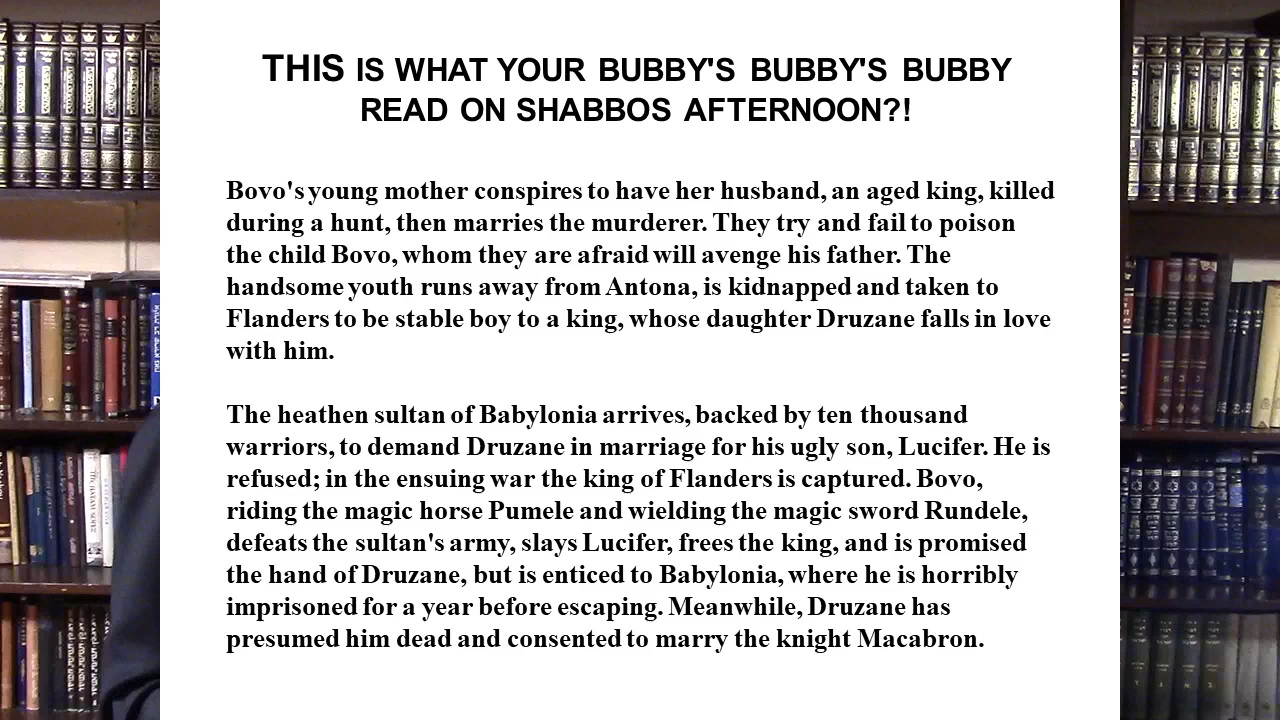 THIS IS WHAT YOUR BUBBY'S BUBBY'S BUBBY
READ ON SHABBOS AFTERNOON?!
Bovo's young mother conspires to have her husband, an aged king, killed
during a hunt, then marries the murderer. They try and fail to poison
the child Bovo, whom they are afraid will avenge his father. The
handsome youth runs away from Antona, is kidnapped and taken to
Flanders to be stable boy to a king, whose daughter Druzane falls in love
with him.
The heathen sultan of Babylonia arrives, backed by ten thousand
warriors, to demand Druzane in marriage for his ugly son, Lucifer. He is
refused; in the ensuing war the king of Flanders is captured. Bovo,
riding the magic horse Pumele and wielding the magic sword Rundele,
defeats the sultan's army, slays Lucifer, frees the king, and is promised
the hand of Druzane, but is enticed to Babylonia, where he is horribly
imprisoned for a year before escaping. Meanwhile, Druzane has
presumed him dead and consented to marry the knight Macabron.